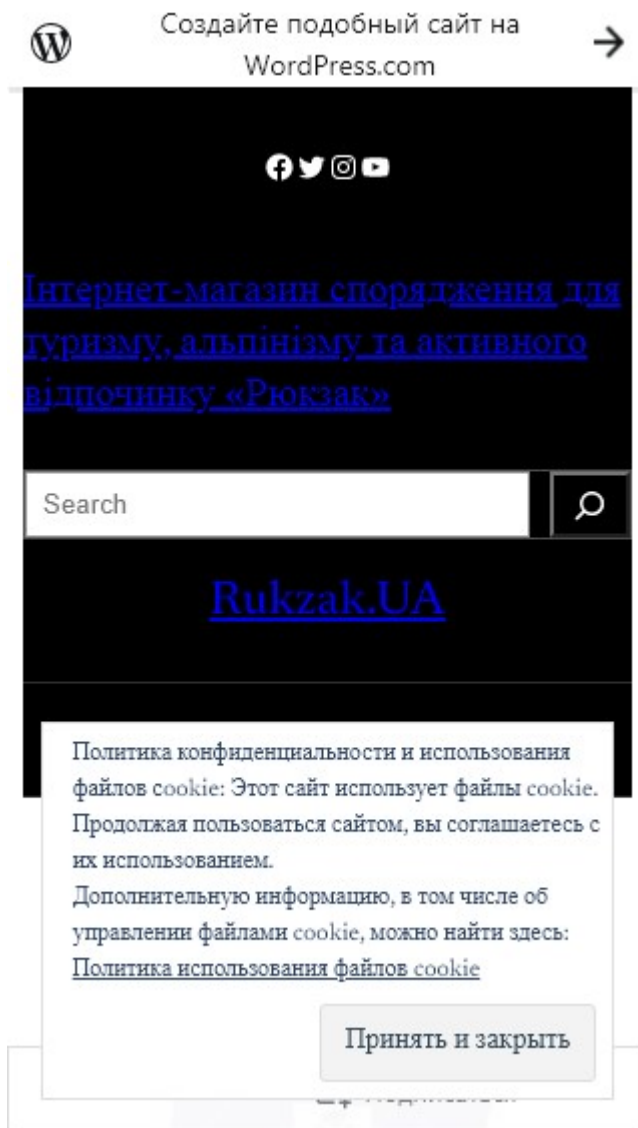 Создайте подобный сайт на
WordPress.com
Інтернет-магазин спорядження для
туризму, альпінізму та активного
відпочинку «Рюкзак»
Search
Rukzak.UA
Политика конфиденциальности и использования
файлов сookie: Этот сайт использует файлы cookie.
Продолжая пользоваться сайтом, вы соглашаетесь с
их использованием.
Дополнительную информацию, в том числе об
управлении файлами cookie, можно найти здесь:
Политика использования файлов cookie
Принять и закрыть